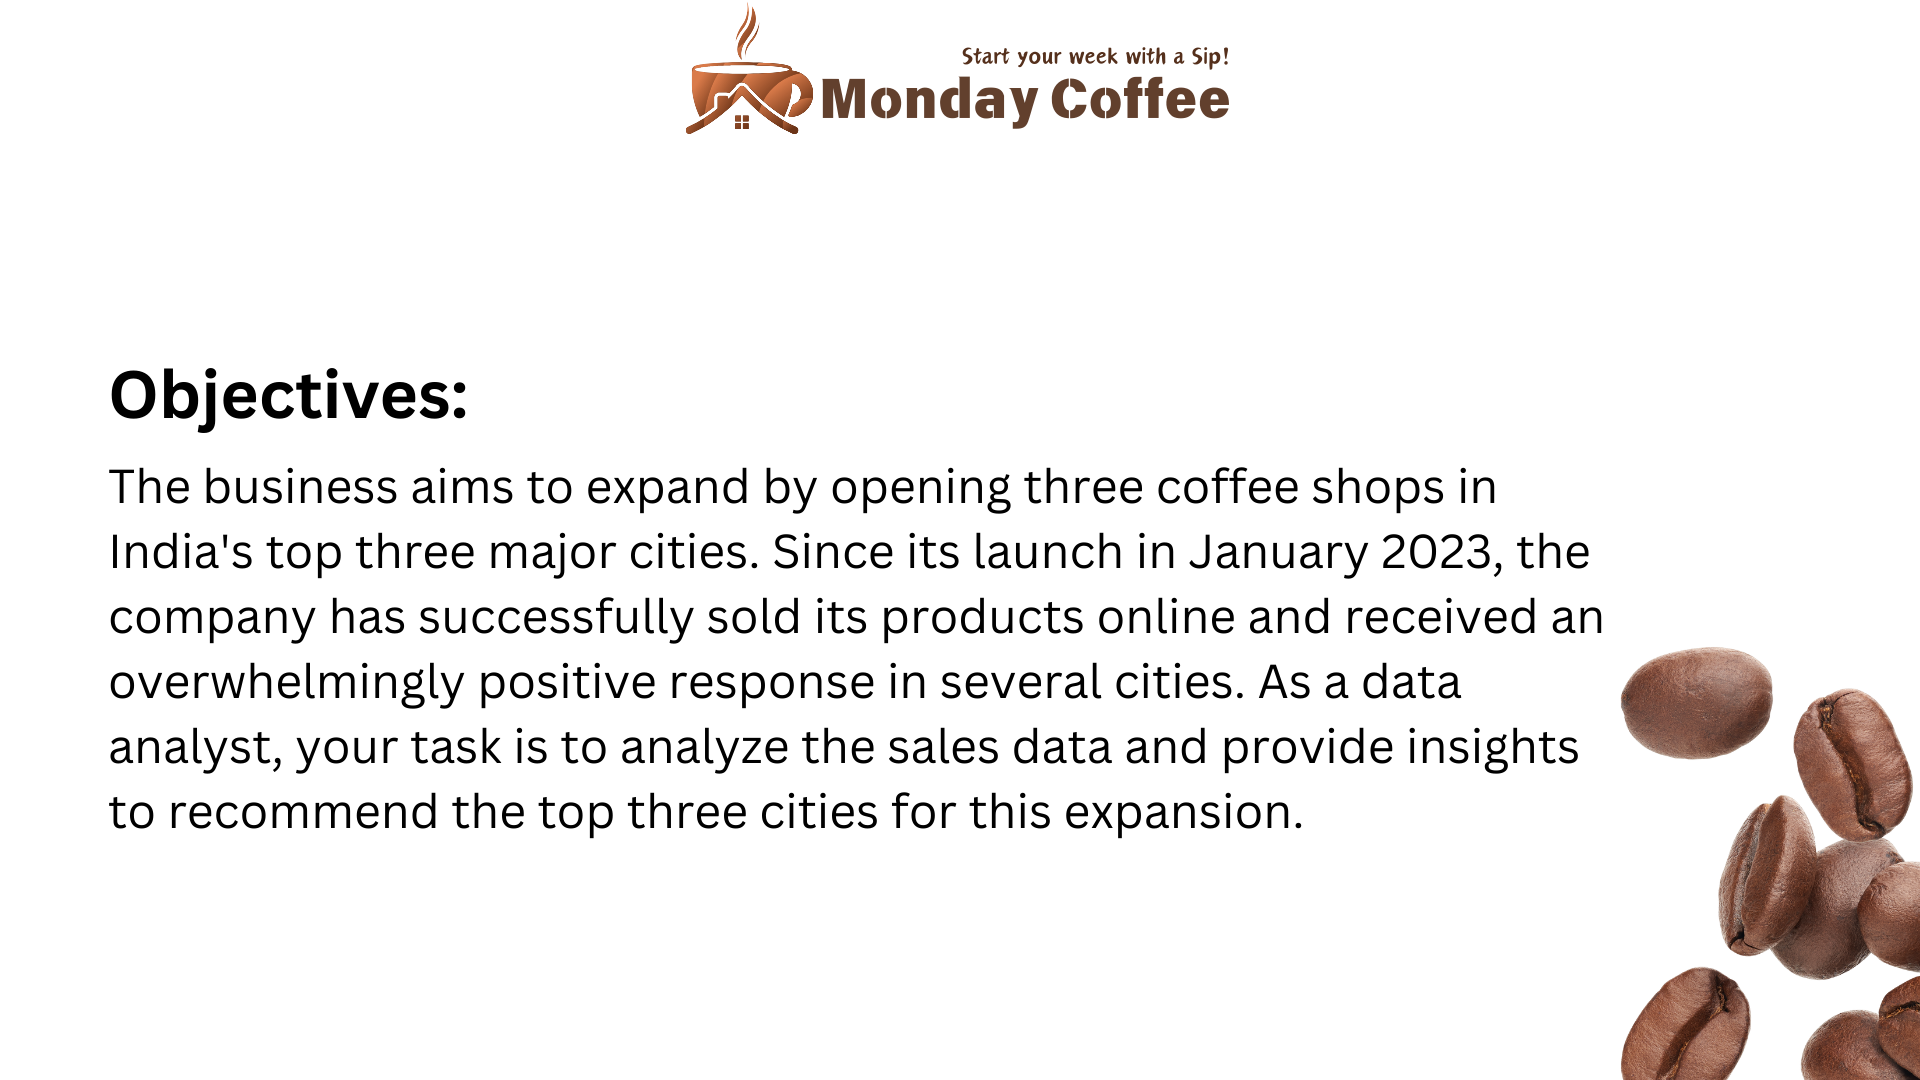 Start your week with a Sip!
Monday Coffee
Objectives:
The business aims to expand by opening three coffee shops in
India's top three major cities. Since its launch in January 2023, the
company has successfully sold its products online and received an
overwhelmingly positive response in several cities. As a data
analyst, your task is to analyze the sales data and provide insights
to recommend the top three cities for this expansion.